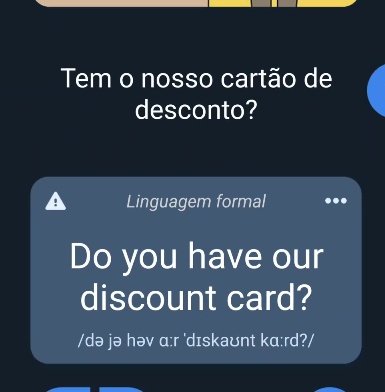 Tem o nosso cartão de
desconto?
Linguagem formal
Do you have our
discount card?
/də jə həv ɑːr ˈdɪskaʊnt kɑːrd?/